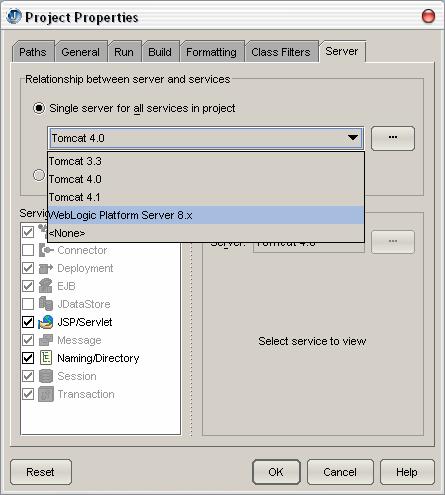 Project Properties
Paths General Run Build Formatting Class Filters Server
Relationship between server and services
Single server for all services in project
Tomcat 4.0 ...
Tomcat 3.3
Tomcat 4.0
Tomcat 4.1
WebLogic Platform Server 8.x
<None>
Server: Tomcat 4.0 ...
Connector
Deployment
EJB
JDataStore
JSP/Servlet
Message
Naming/Directory
Session
Transaction
Select service to view
Reset OK Cancel Help